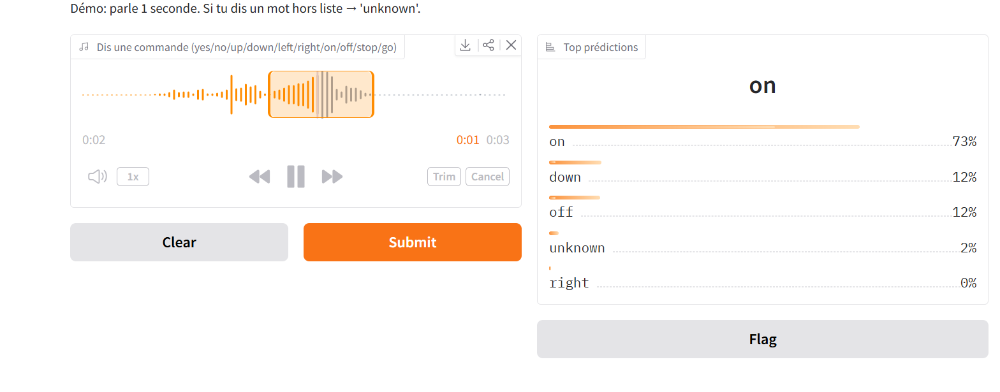 Démo: parle 1 seconde. Si tu dis un mot hors liste → 'unknown'.
Dis une commande (yes/no/up/down/left/right/on/off/stop/go)
0:02
0:01 0:03
1x
Trim
Cancel
Clear
Submit
Top prédictions
on
on 73%
down 12%
off 12%
unknown 2%
right 0%
Flag